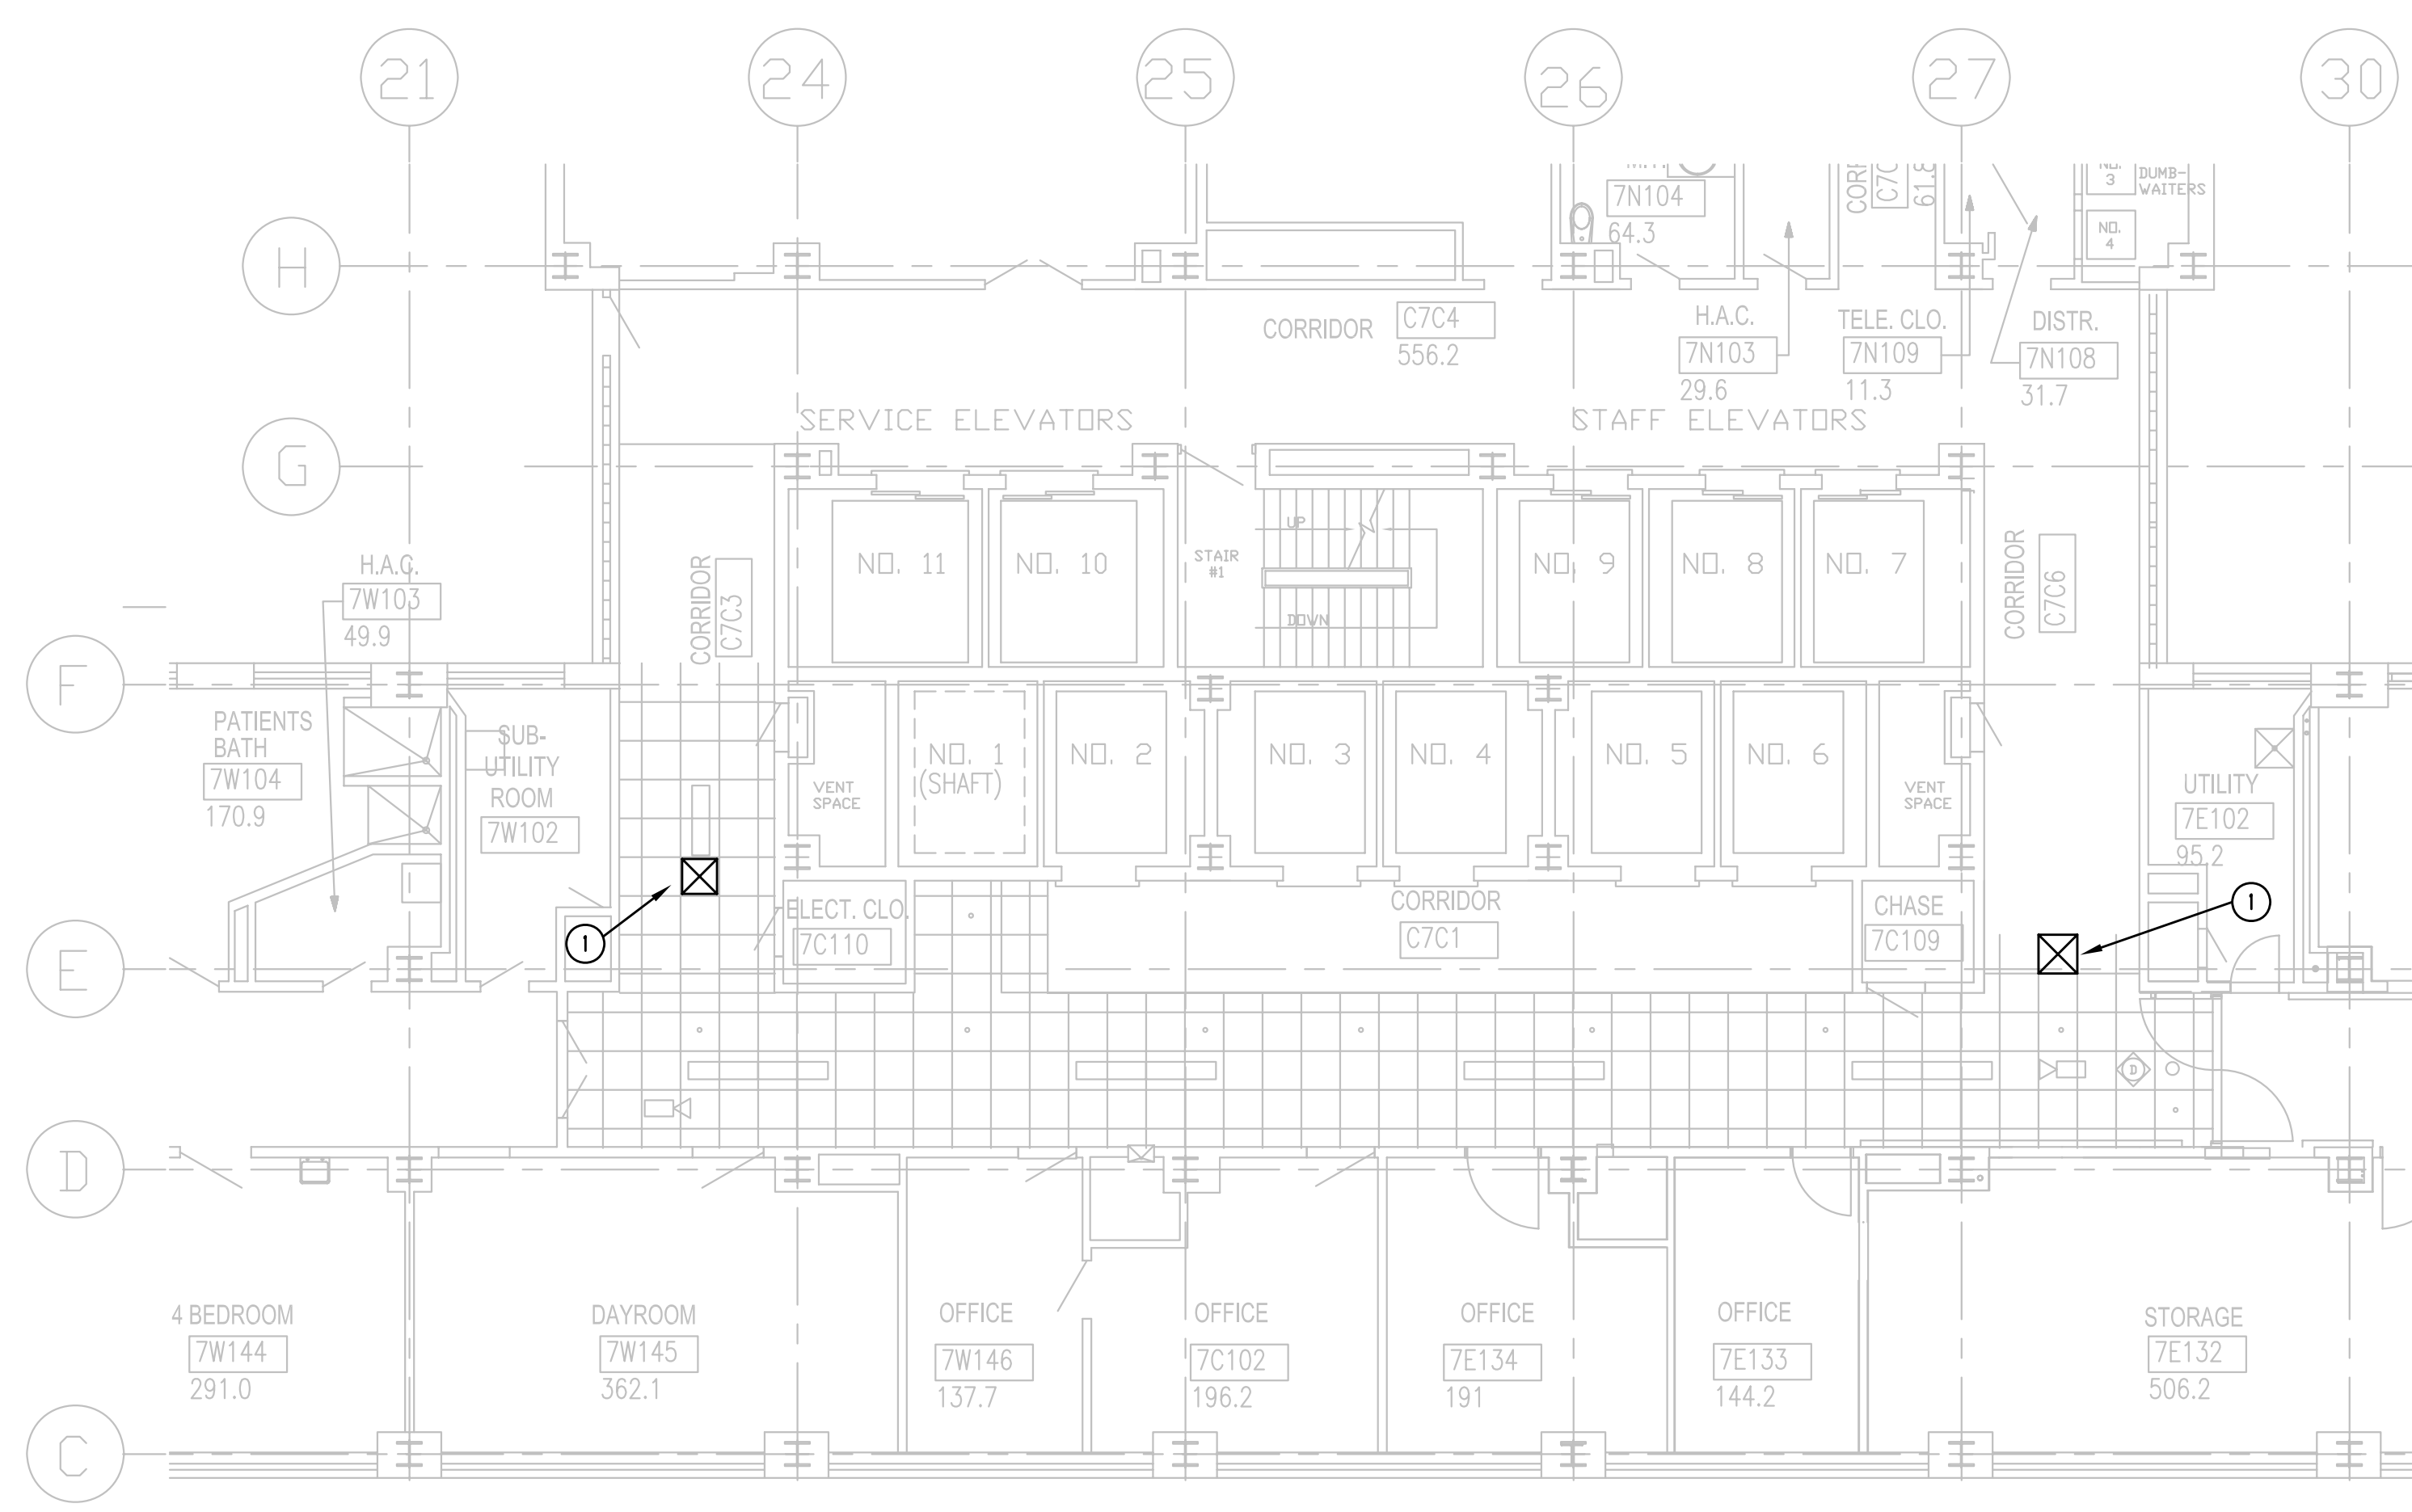 21
24
25
26
27
30
7N104
64.3
C7C
61.8
NO.
3
DUMB-
WAITERS
NO.
4
H
CORRIDOR
C7C4
556.2
H.A.C.
7N103
29.6
TELE. CLO.
7N109
11.3
DISTR.
7N108
31.7
SERVICE ELEVATORS
STAFF ELEVATORS
G
H.A.C.
7W103
49.9
CORRIDOR
C7C3
NO. 11
NO. 10
STAIR
#1
UP
DOWN
NO. 9
NO. 8
NO. 7
CORRIDOR
C7C6
F
PATIENTS
BATH
7W104
170.9
SUB-
UTILITY
ROOM
7W102
VENT
SPACE
NO. 1
(SHAFT)
NO. 2
NO. 3
NO. 4
NO. 5
NO. 6
VENT
SPACE
UTILITY
7E102
95.2
1
ELECT. CLO.
7C110
CORRIDOR
C7C1
CHASE
7C109
1
E
D
D
4 BEDROOM
7W144
291.0
DAYROOM
7W145
362.1
OFFICE
7W146
137.7
OFFICE
7C102
196.2
OFFICE
7E134
191
OFFICE
7E133
144.2
STORAGE
7E132
506.2
C